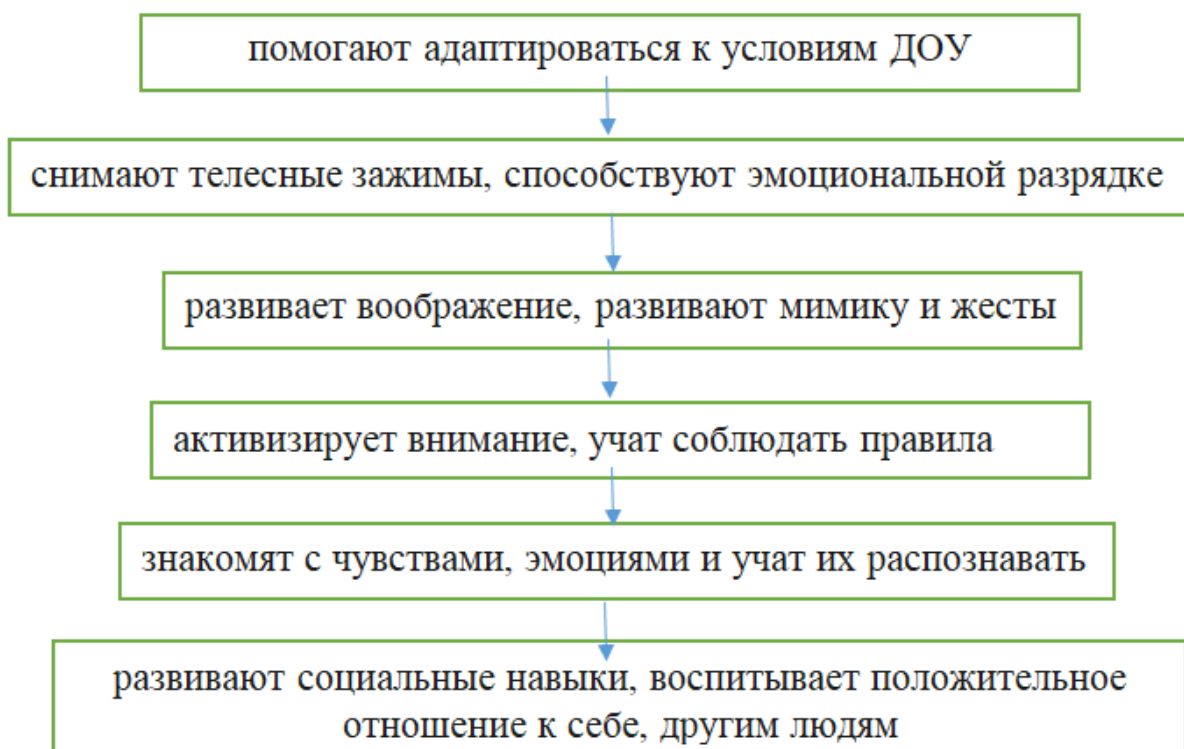 помогают адаптироваться к условиям ДОУ
снимают телесные зажимы, способствуют эмоциональной разрядке
развивает воображение, развивают мимику и жесты
активизирует внимание, учат соблюдать правила
знакомят с чувствами, эмоциями и учат их распознавать
развивают социальные навыки, воспитывает положительное
отношение к себе, другим людям